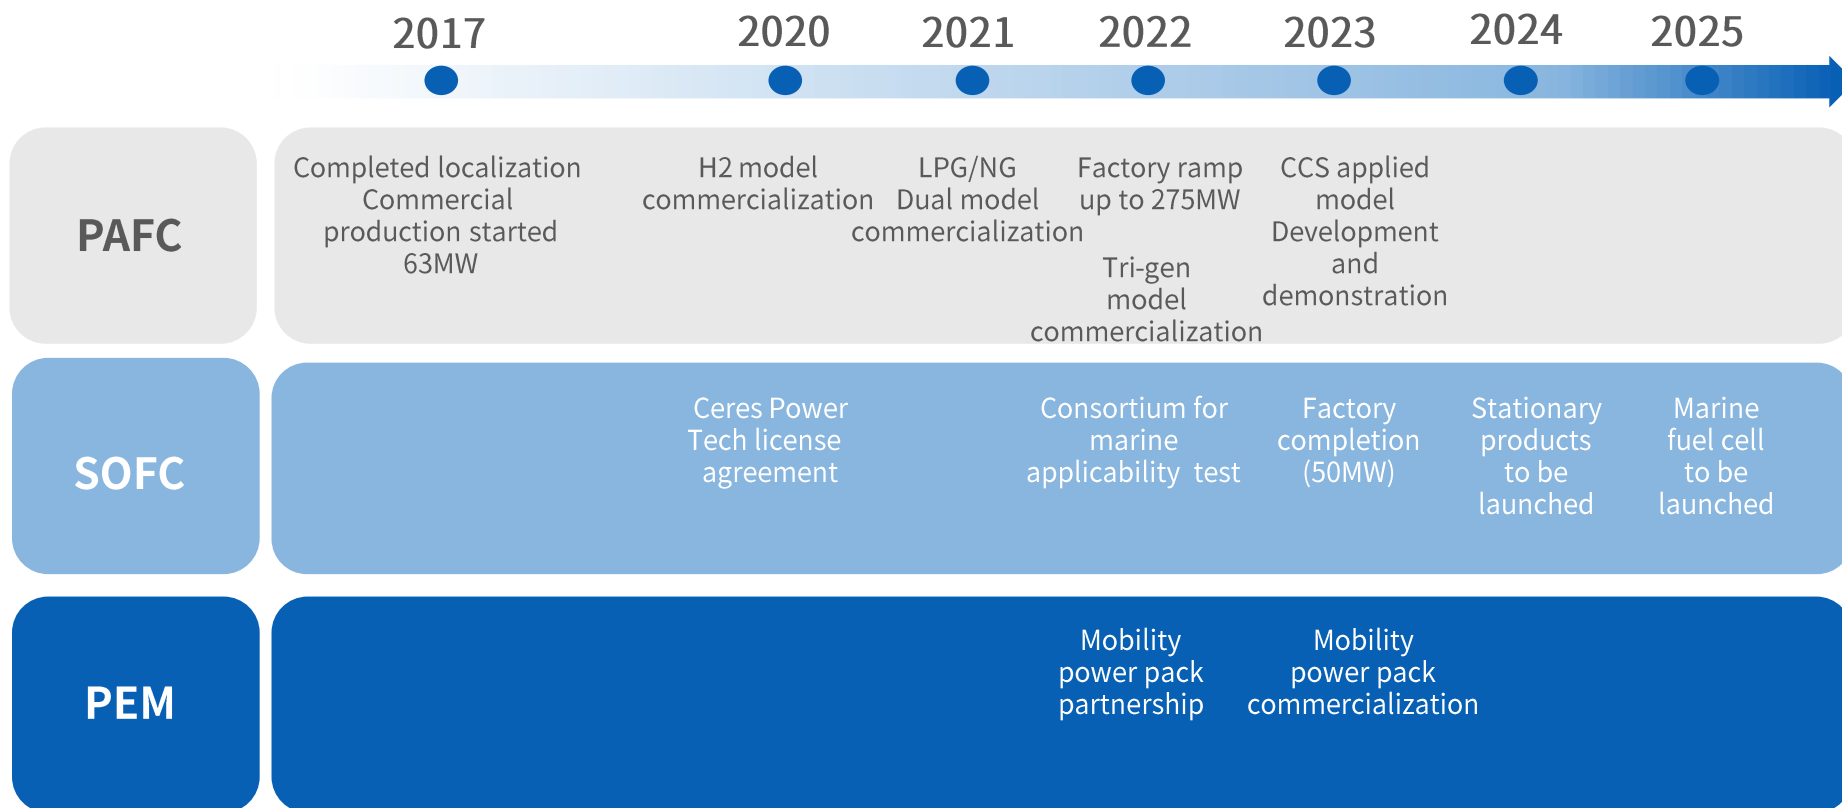 2017
2020
2021
2022
2023
2024
2025
PAFC
Completed localization
Commercial
production started
63MW
H2 model
commercialization
LPG/NG
Dual model
commercialization
Factory ramp
up to 275MW
Tri-gen
model
commercialization
CCS applied
model
Development
and
demonstration
SOFC
Ceres Power
Tech license
agreement
Consortium for
marine
applicability test
Factory
completion
(50MW)
Stationary
products
to be
launched
Marine
fuel cell
to be
launched
PEM
Mobility
power pack
partnership
Mobility
power pack
commercialization